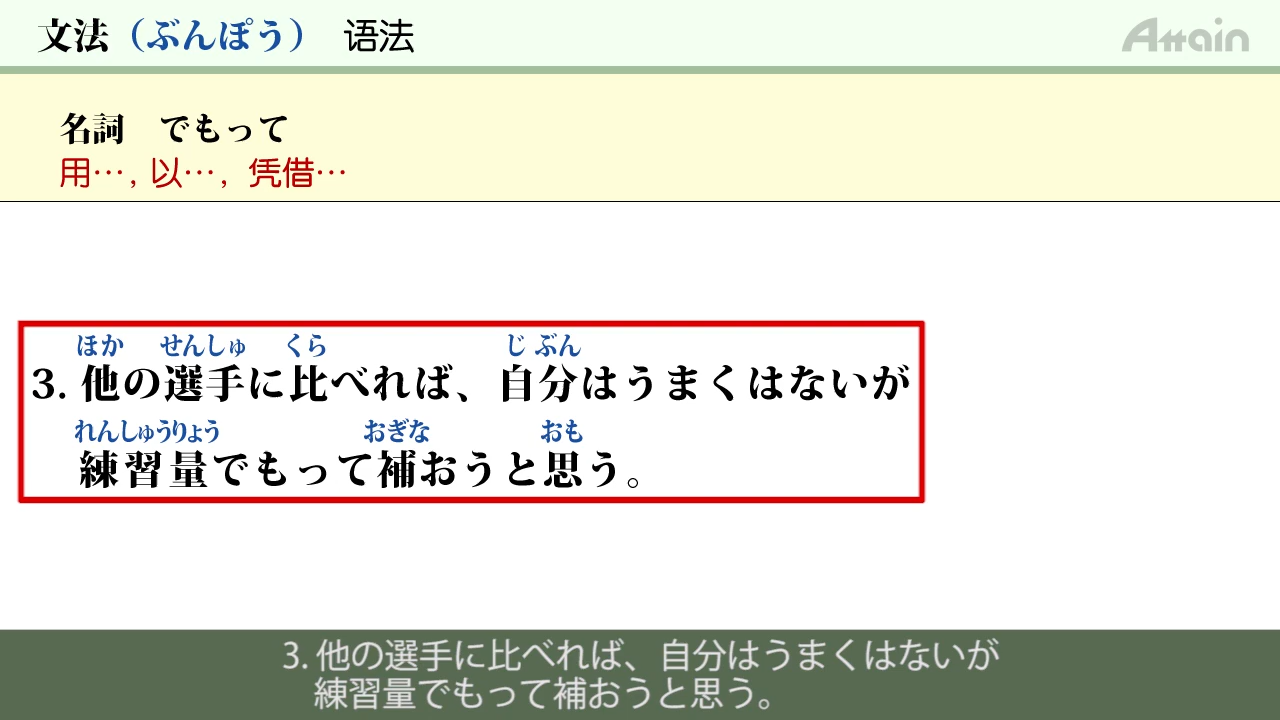 文法（ぶんぽう） 语法
Attain
名詞　でもって
用…, 以…, 凭借…
ほか せんしゅ くら じ ぶん
3. 他の選手に比べれば、自分はうまくはないが
れんしゅうりょう おぎな おも
練習量でもって補おうと思う。
3. 他の選手に比べれば、自分はうまくはないが
練習量でもって補おうと思う。